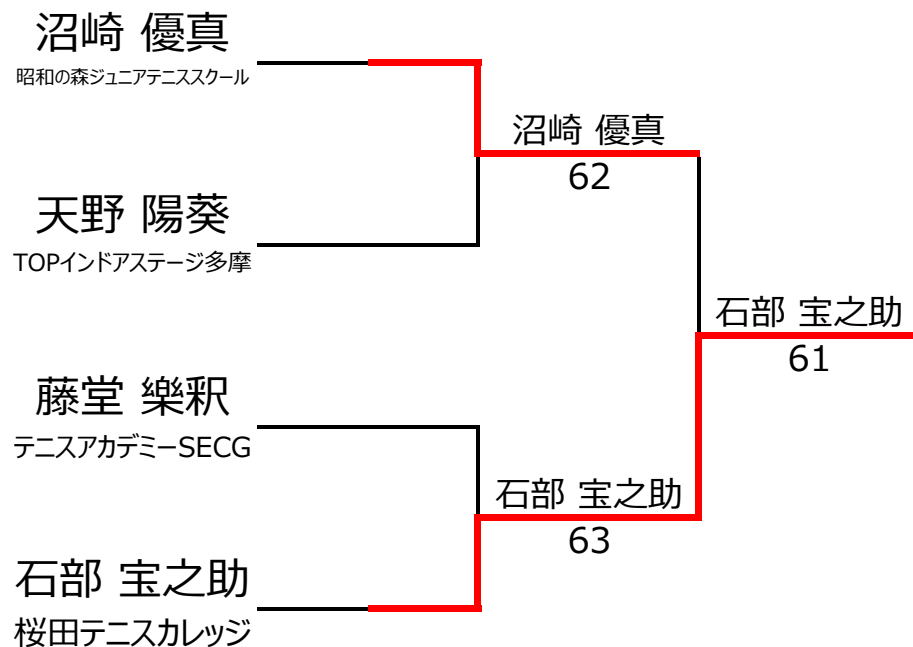 沼崎 優真
昭和の森ジュニアテニススクール
沼崎 優真
62
天野 陽葵
TOPインドアステージ多摩
石部 宝之助
61
藤堂 樂釈
テニスアカデミーSECG
石部 宝之助
63
石部 宝之助
桜田テニスカレッジ